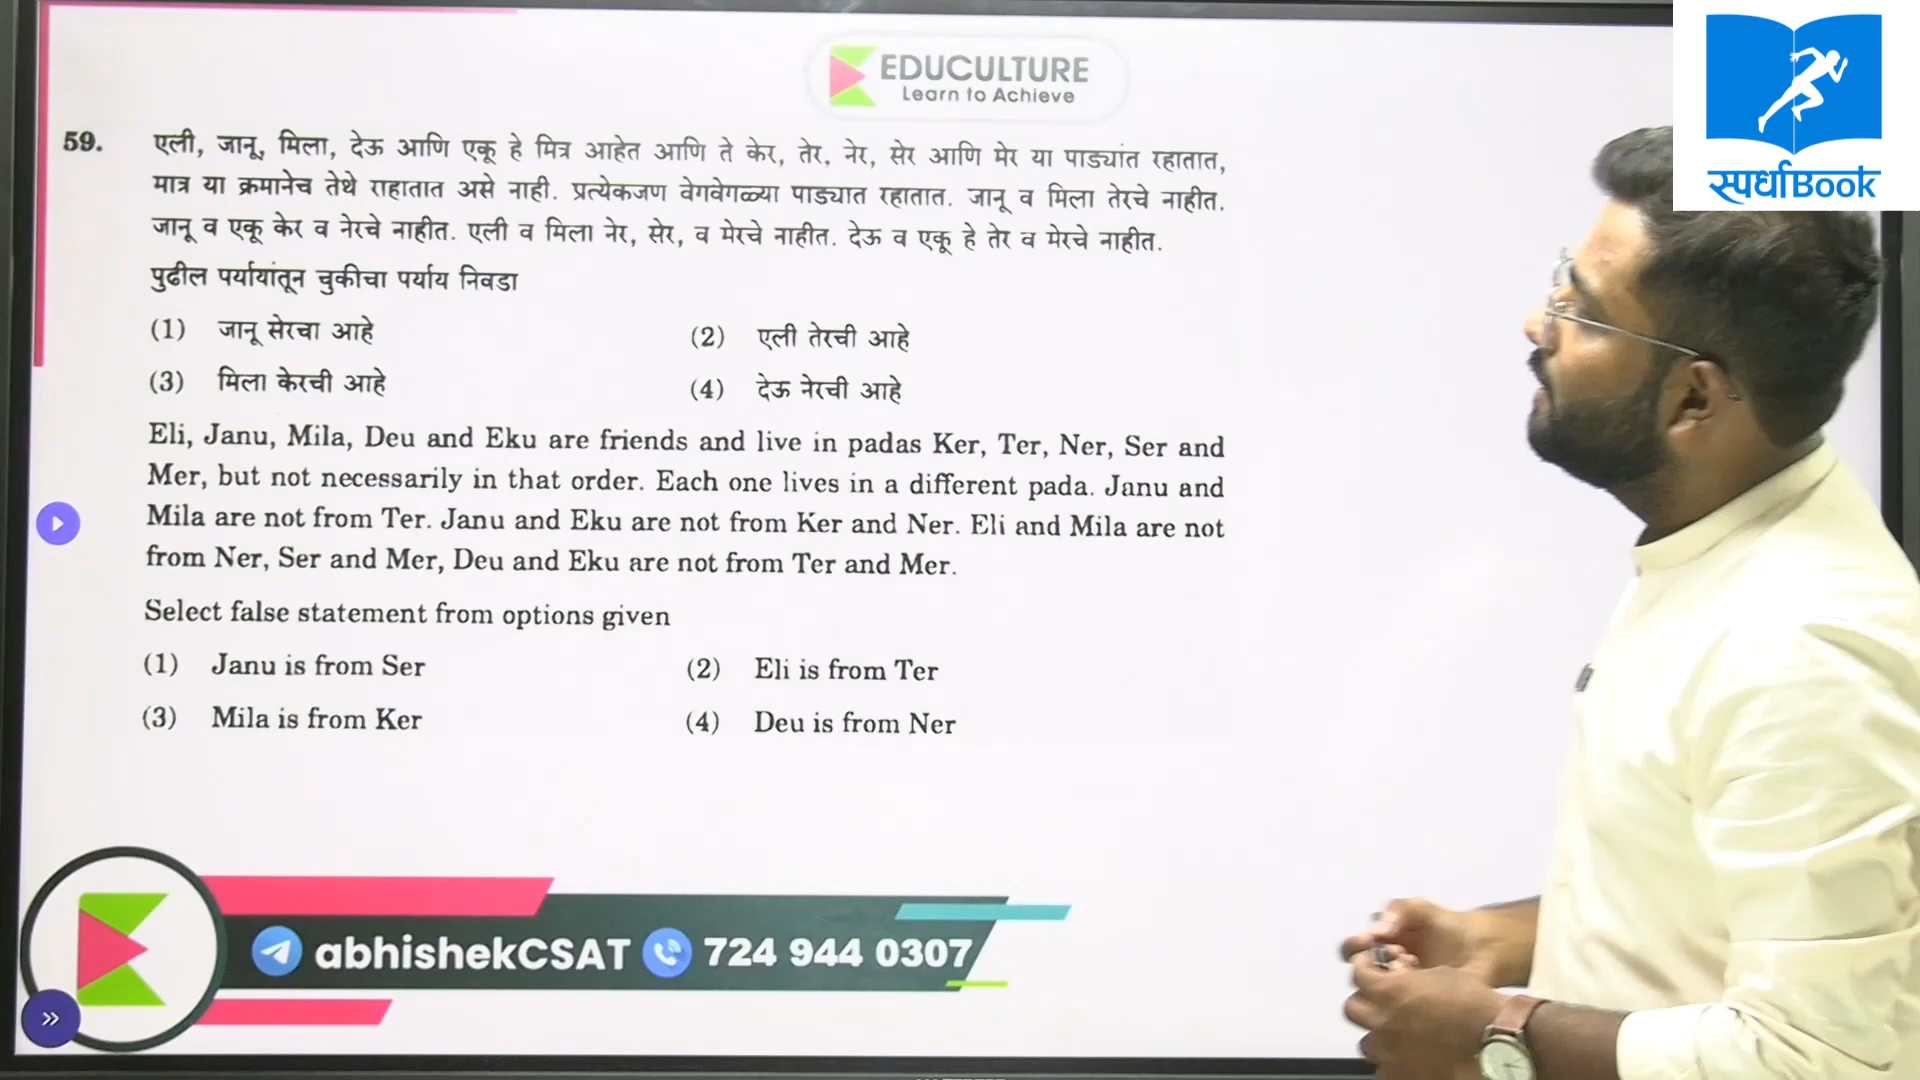 EDUCULTURE
Learn to Achieve
स्पर्धाBook
59. एली, जानू, मिला, देऊ आणि एकू हे मित्र आहेत आणि ते केर, तेर, नेर, सेर आणि मेर या पाड्यांत रहातात,
मात्र या क्रमानेच तेथे राहातात असे नाही. प्रत्येकजण वेगवेगळ्या पाड्यात रहातात. जानू व मिला तेरचे नाहीत.
जानू व एकू केर व नेरचे नाहीत. एली व मिला नेर, सेर, व मेरचे नाहीत. देऊ व एकू हे तेर व मेरचे नाहीत.
पुढील पर्यायांतून चुकीचा पर्याय निवडा
(1) जानू सेरचा आहे (2) एली तेरची आहे
(3) मिला केरची आहे (4) देऊ नेरची आहे
Eli, Janu, Mila, Deu and Eku are friends and live in padas Ker, Ter, Ner, Ser and
Mer, but not necessarily in that order. Each one lives in a different pada. Janu and
Mila are not from Ter. Janu and Eku are not from Ker and Ner. Eli and Mila are not
from Ner, Ser and Mer, Deu and Eku are not from Ter and Mer.
Select false statement from options given
(1) Janu is from Ser (2) Eli is from Ter
(3) Mila is from Ker (4) Deu is from Ner
abhishekCSAT 724 944 0307